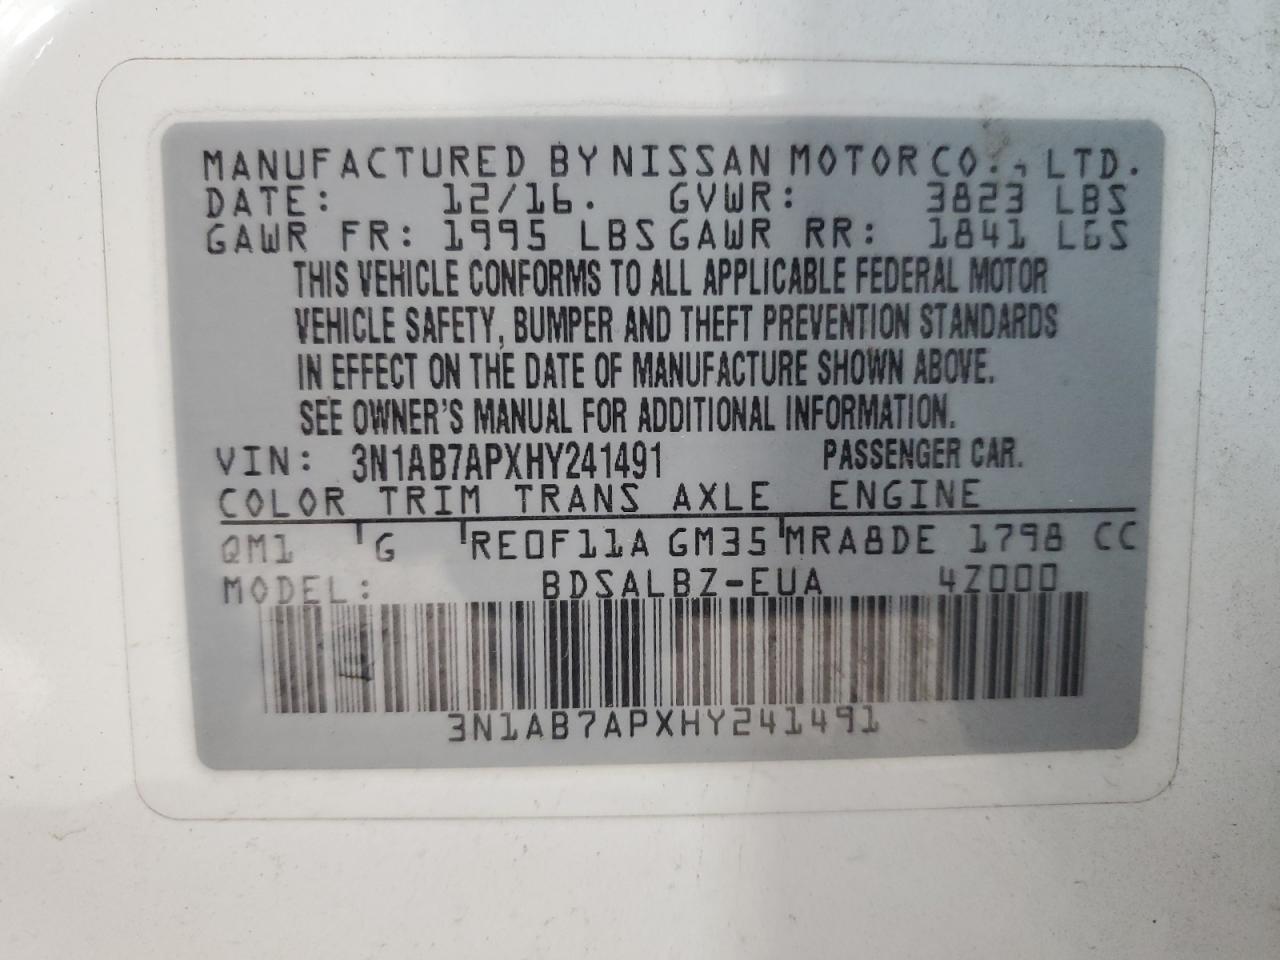 MANUFACTURED BY NISSAN MOTOR CO., LTD.
DATE: 12/16. GVWR: 3823 LBS
GAWR FR: 1995 LBS GAWR RR: 1841 LBS
THIS VEHICLE CONFORMS TO ALL APPLICABLE FEDERAL MOTOR
VEHICLE SAFETY, BUMPER AND THEFT PREVENTION STANDARDS
IN EFFECT ON THE DATE OF MANUFACTURE SHOWN ABOVE.
SEE OWNER'S MANUAL FOR ADDITIONAL INFORMATION.
VIN: 3N1AB7APXHY241491 PASSENGER CAR.
COLOR TRIM TRANS AXLE ENGINE
QM1 G RE0F11A GM35 MRA8DE 1798 CC
MODEL: BDSALBZ-EUA 4Z000
3N1AB7APXHY241491